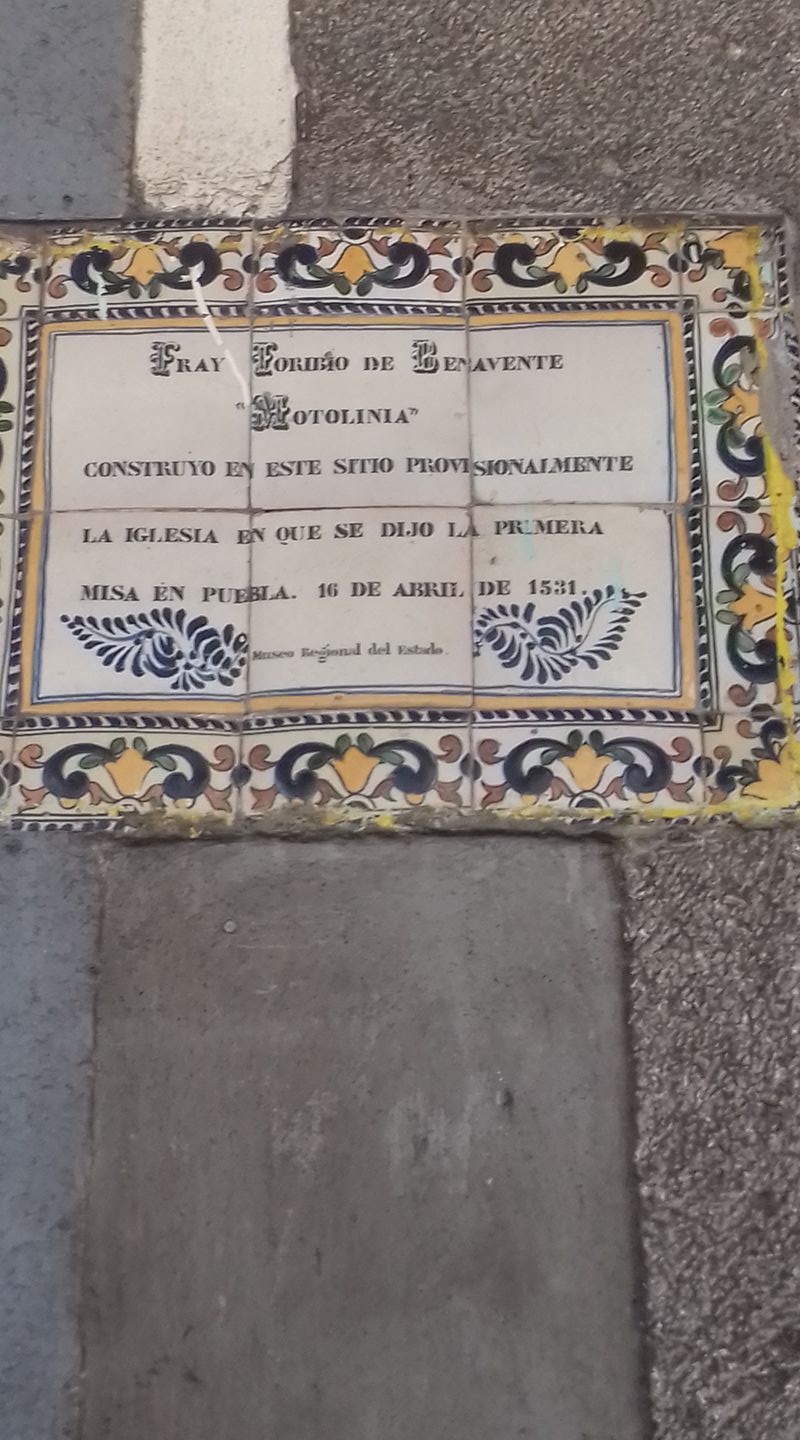 FRAY TORIBIO DE BENAVENTE
"MOTOLINIA"
CONSTRUYO EN ESTE SITIO PROVISIONALMENTE
LA IGLESIA EN QUE SE DIJO LA PRIMERA
MISA EN PUEBLA. 16 DE ABRIL DE 1531.
Museo Regional del Estado.